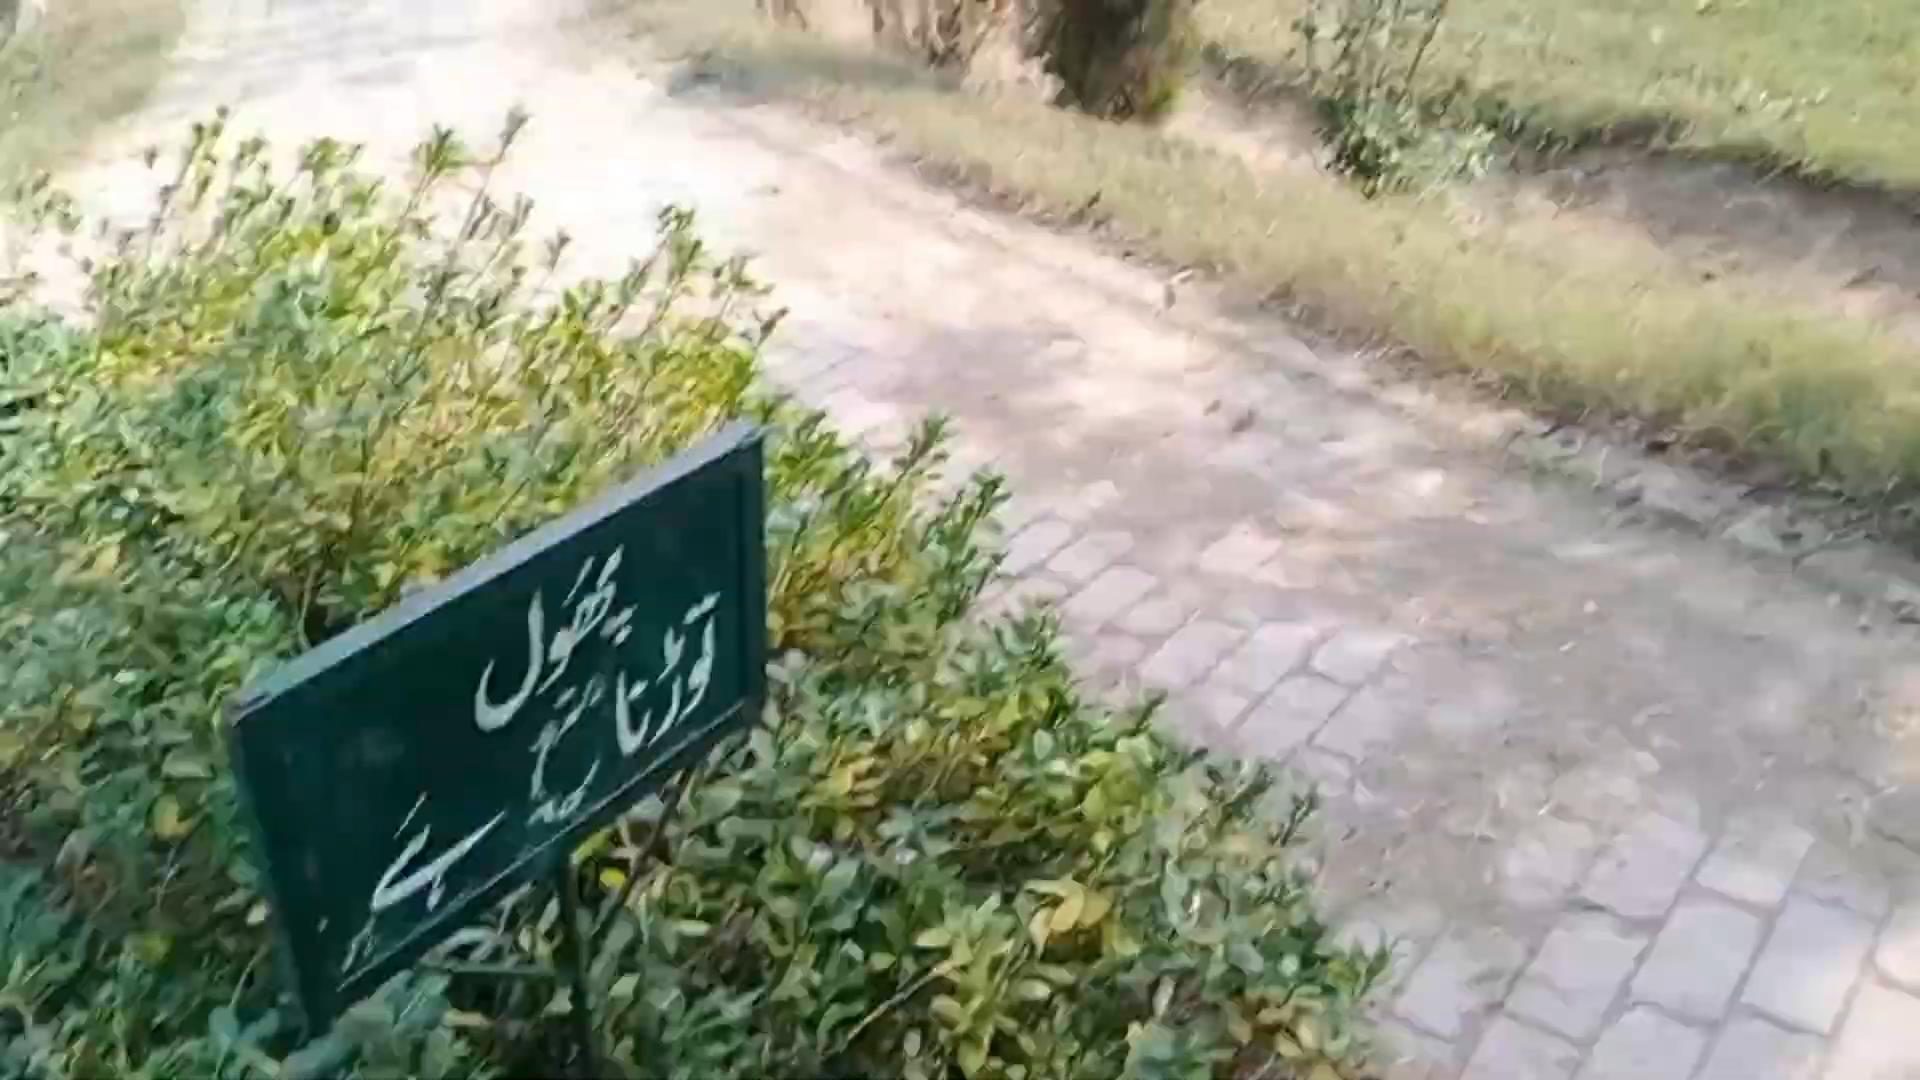 پھول
توڑنا منع
ہے